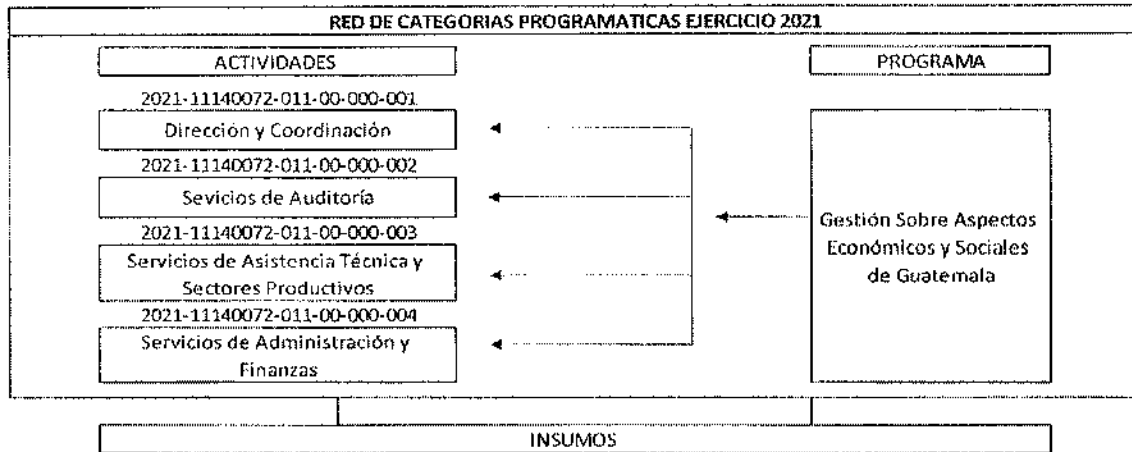 RED DE CATEGORIAS PROGRAMATICAS EJERCICIO 2021
ACTIVIDADES
PROGRAMA
2021-11140072-011-00-000-001
Dirección y Coordinación
2021-11140072-011-00-000-002
Sevicios de Auditoría
2021-11140072-011-00-000-003
Servicios de Asistencia Técnica y
Sectores Productivos
2021-11140072-011-00-000-004
Servicios de Administración y
Finanzas
Gestión Sobre Aspectos
Económicos y Sociales
de Guatemala
INSUMOS